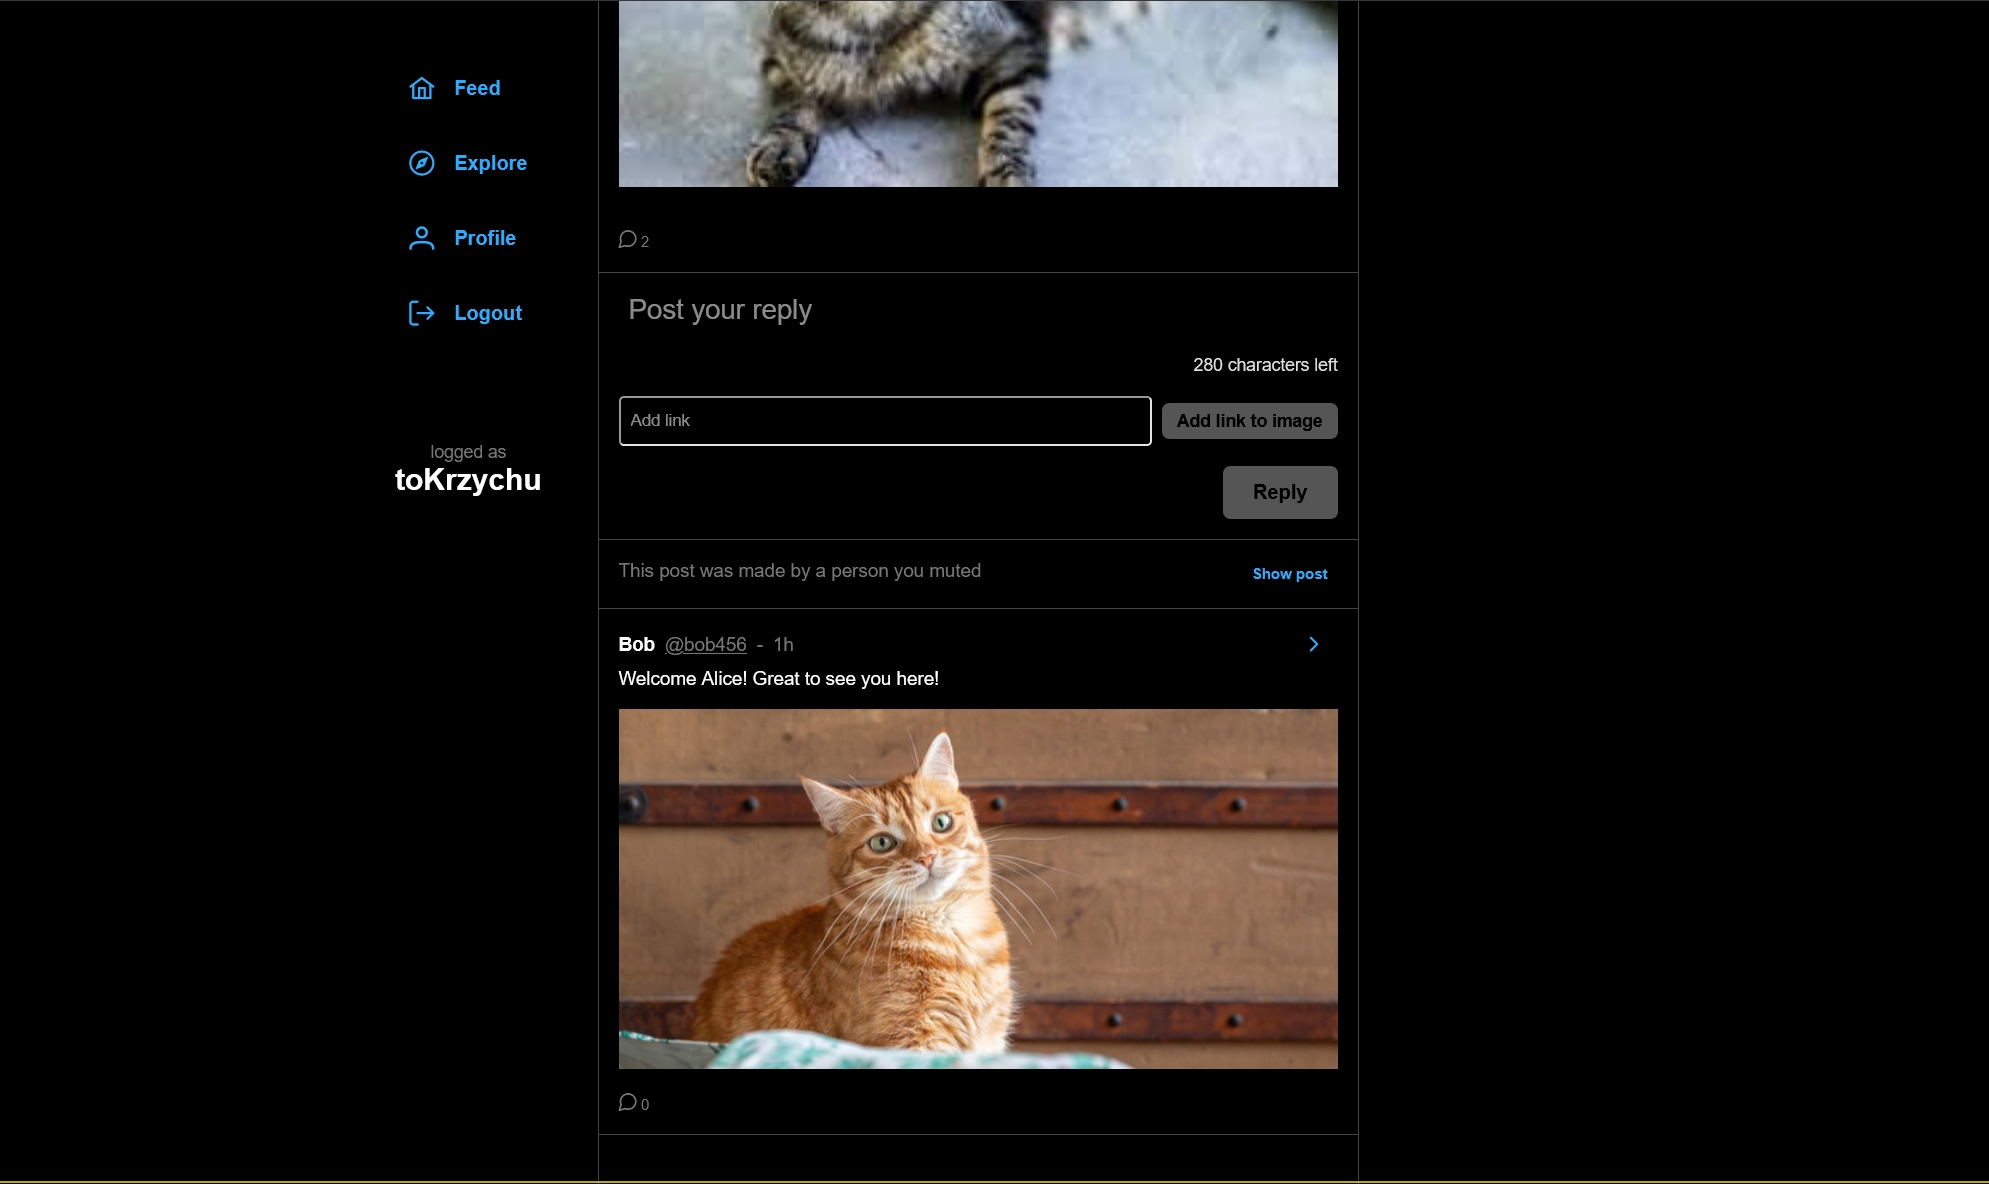 Feed
Explore
Profile
Logout
logged as
toKrzychu
2
Post your reply
280 characters left
Add link
Add link to image
Reply
This post was made by a person you muted
Show post
Bob @bob456 - 1h
Welcome Alice! Great to see you here!
0